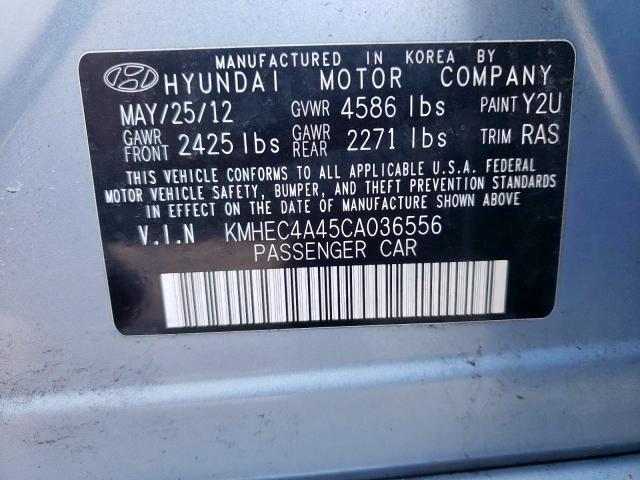 MANUFACTURED IN KOREA BY
HYUNDAI MOTOR COMPANY
MAY/25/12 GVWR 4586 lbs PAINT Y2U
GAWR FRONT 2425 lbs GAWR REAR 2271 lbs TRIM RAS
THIS VEHICLE CONFORMS TO ALL APPLICABLE U.S.A. FEDERAL
MOTOR VEHICLE SAFETY, BUMPER, AND THEFT PREVENTION STANDARDS
IN EFFECT ON THE DATE OF MANUFACTURE SHOWN ABOVE
V.I.N KMHEC4A45CA036556
PASSENGER CAR